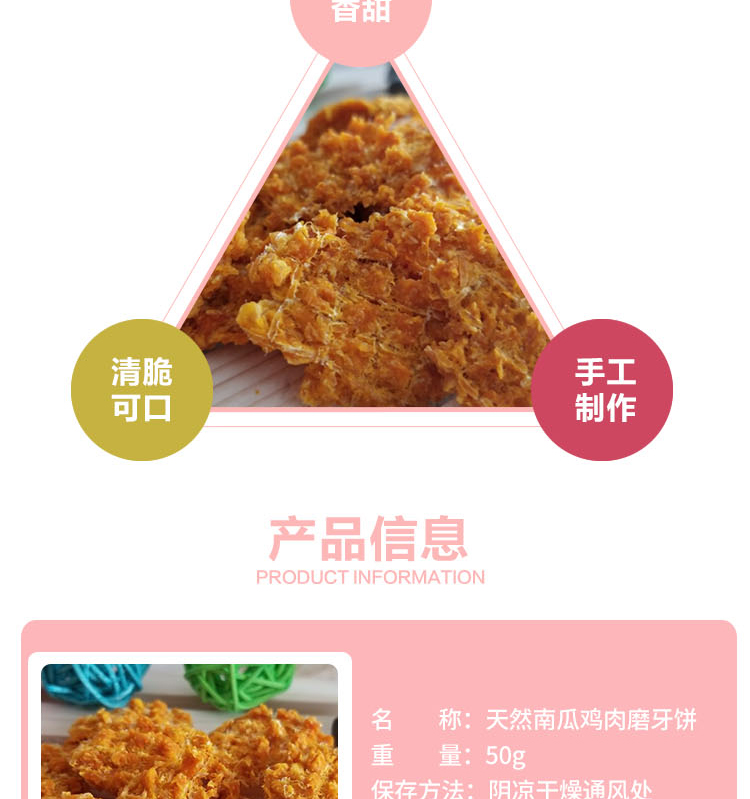 香甜
清脆
可口
手工
制作
产品信息
PRODUCT INFORMATION
名 称：天然南瓜鸡肉磨牙饼
重 量：50g
保存方法：阴凉干燥通风处